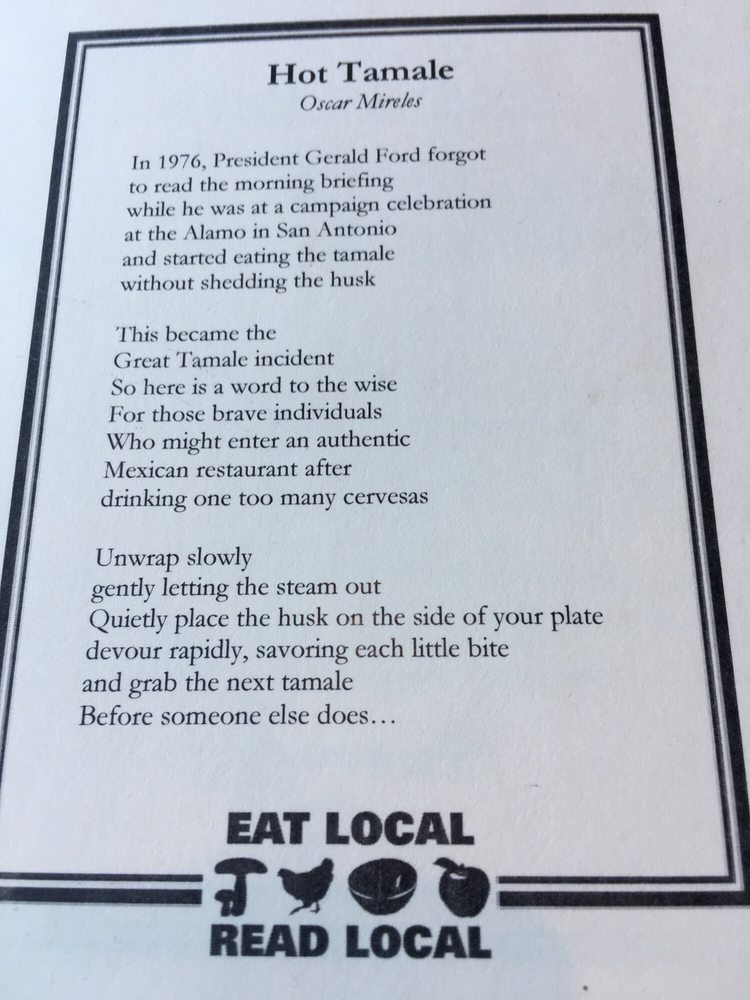 Hot Tamale
Oscar Mireles
In 1976, President Gerald Ford forgot
to read the morning briefing
while he was at a campaign celebration
at the Alamo in San Antonio
and started eating the tamale
without shedding the husk
This became the
Great Tamale incident
So here is a word to the wise
For those brave individuals
Who might enter an authentic
Mexican restaurant after
drinking one too many cervesas
Unwrap slowly
gently letting the steam out
Quietly place the husk on the side of your plate
devour rapidly, savoring each little bite
and grab the next tamale
Before someone else does…
EAT LOCAL
READ LOCAL